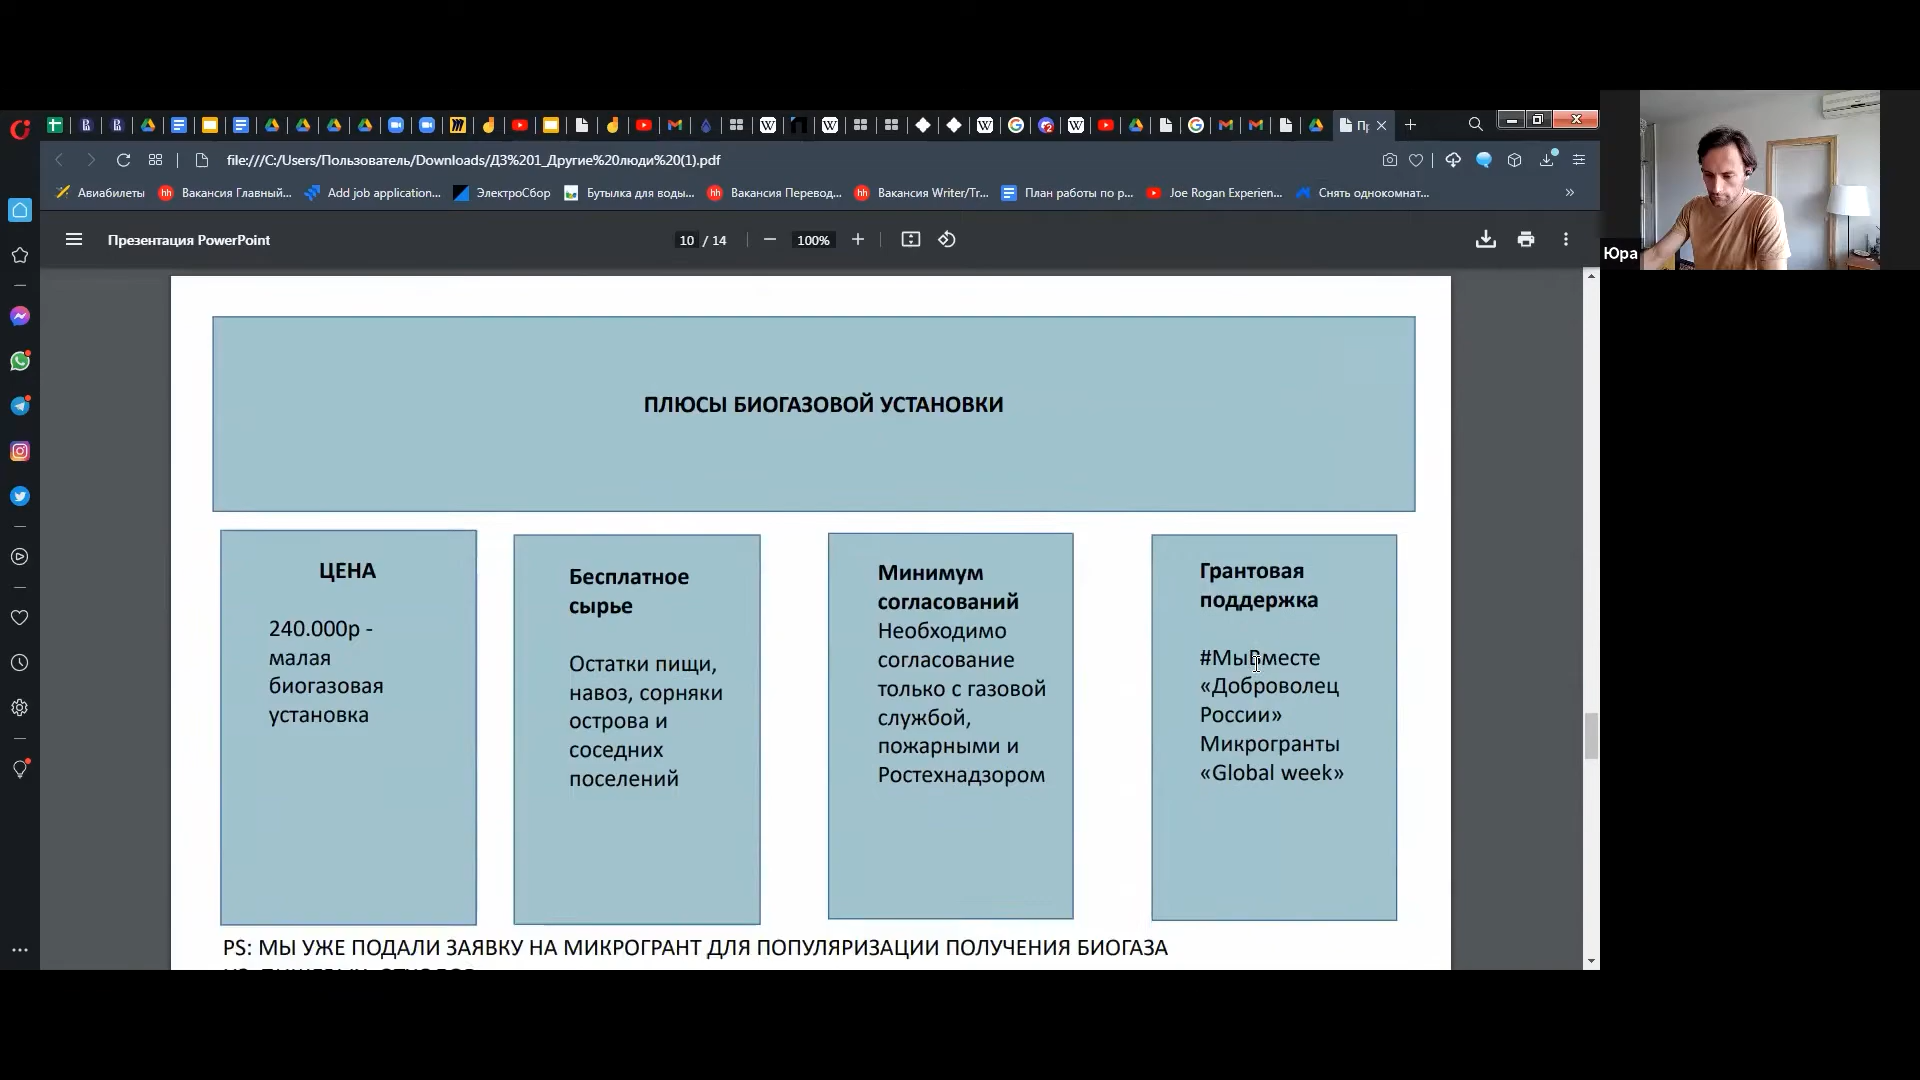 file:///C:/Users/Пользователь/Downloads/ДЗ%201_Другие%20люди%20(1).pdf
Авиабилеты
Вакансия Главный...
Add job application...
ЭлектроСбор
Бутылка для воды...
Вакансия Перевод...
Вакансия Writer/Tr...
План работы по р...
Joe Rogan Experien...
Снять однокомнат...
Презентация PowerPoint
10 / 14
100%
Юра
ПЛЮСЫ БИОГАЗОВОЙ УСТАНОВКИ
ЦЕНА
240.000р -
малая
биогазовая
установка
Бесплатное
сырье
Остатки пищи,
навоз, сорняки
острова и
соседних
поселений
Минимум
согласований
Необходимо
согласование
только с газовой
службой,
пожарными и
Ростехнадзором
Грантовая
поддержка
#МыВместе
«Доброволец
России»
Микрогранты
«Global week»
PS: МЫ УЖЕ ПОДАЛИ ЗАЯВКУ НА МИКРОГРАНТ ДЛЯ ПОПУЛЯРИЗАЦИИ ПОЛУЧЕНИЯ БИОГАЗА